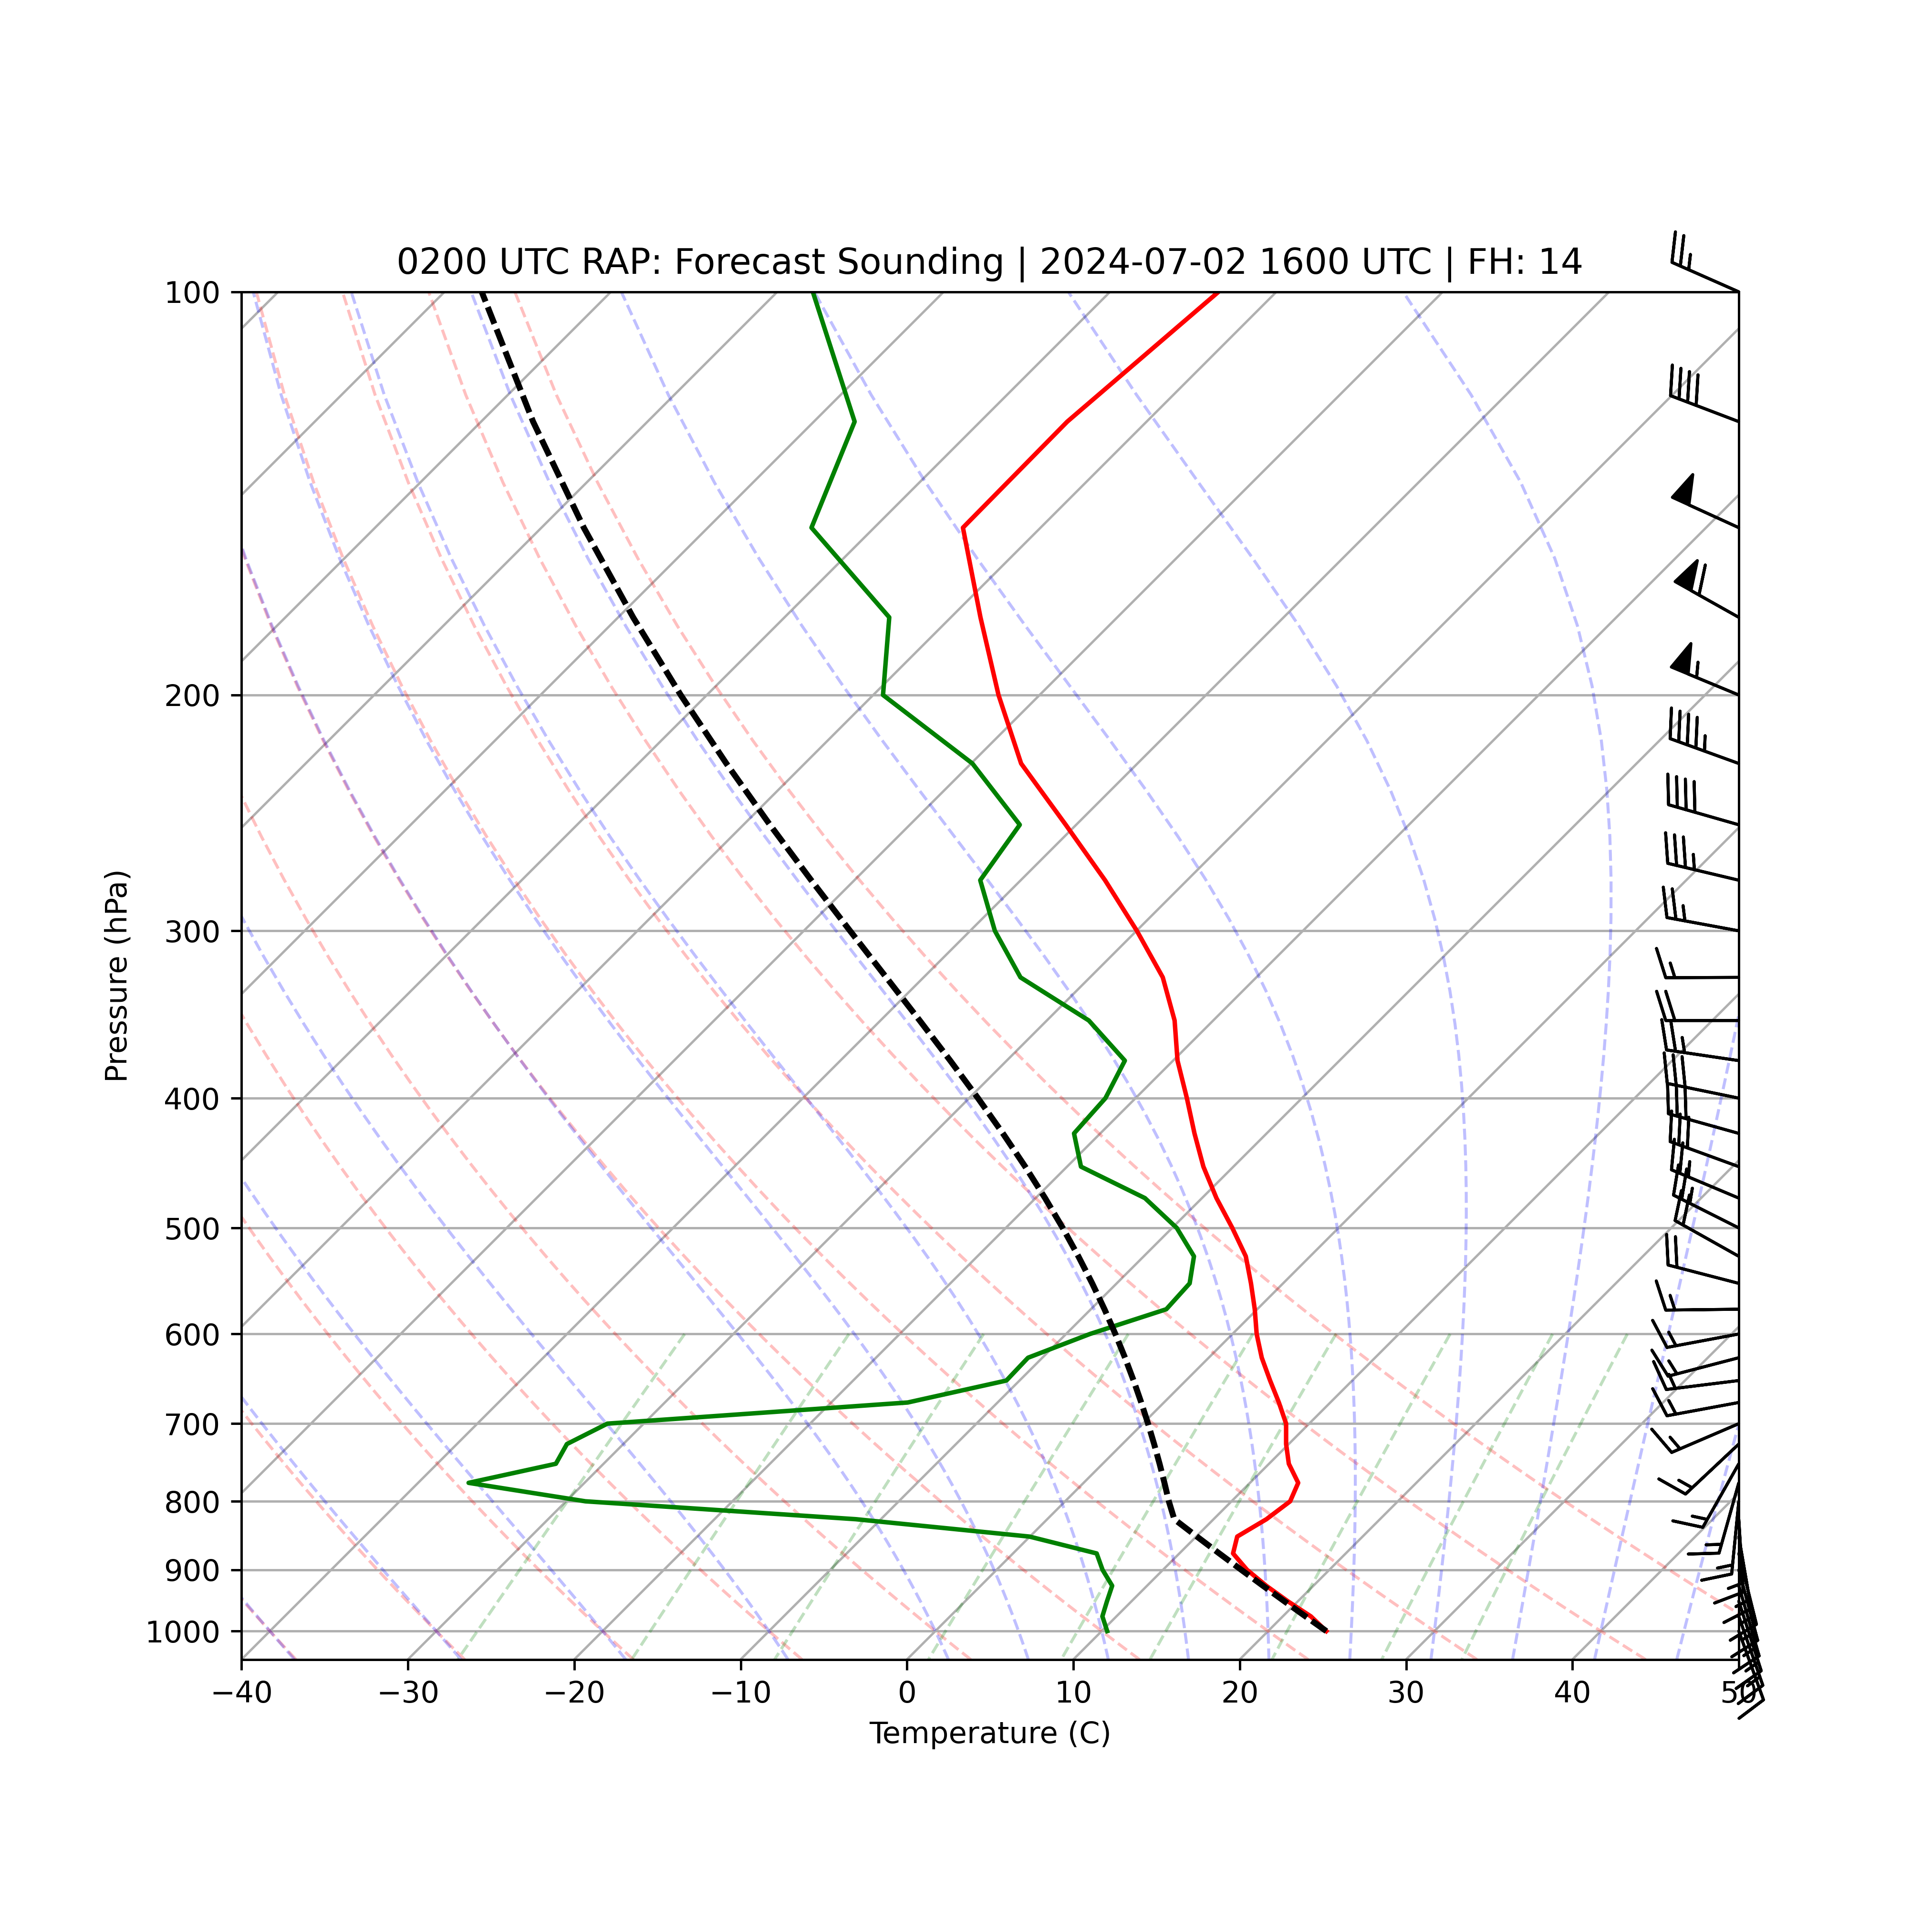 0200 UTC RAP: Forecast Sounding | 2024-07-02 1600 UTC | FH: 14
100
200
300
400
500
600
700
800
900
1000
Pressure (hPa)
−40 −30 −20 −10 0 10 20 30 40 50
Temperature (C)